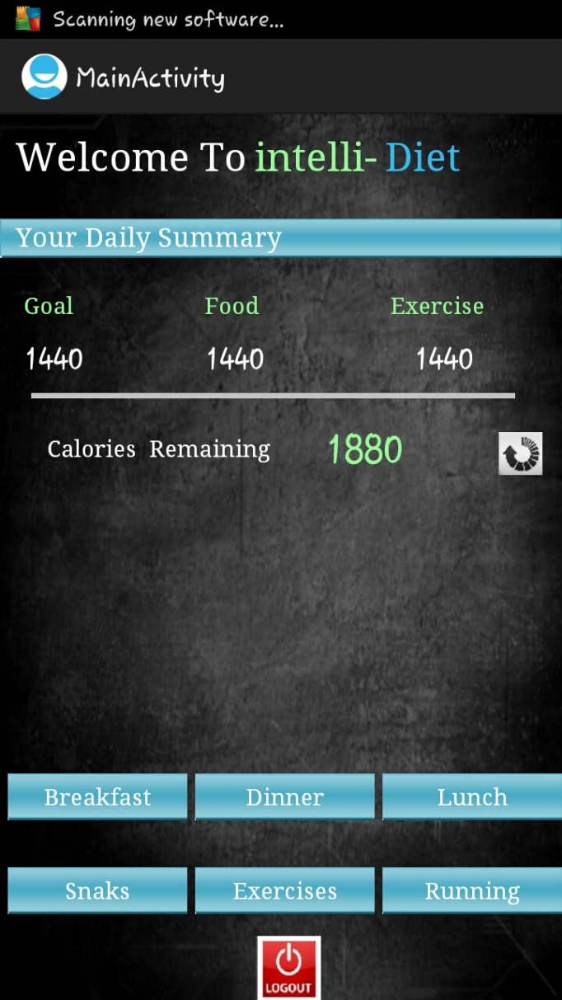 Scanning new software...
MainActivity
Welcome To intelli- Diet
Your Daily Summary
Goal Food Exercise
1440 1440 1440
Calories Remaining 1880
Breakfast Dinner Lunch
Snaks Exercises Running
LOGOUT